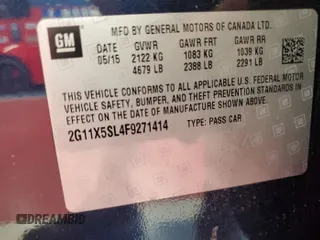 GM
MFD BY GENERAL MOTORS OF CANADA LTD.
DATE GVWR GAWR FRT GAWR RR
05/15 2122 KG 1083 KG 1039 KG
4679 LB 2388 LB 2291 LB
THIS VEHICLE CONFORMS TO ALL APPLICABLE U.S. FEDERAL MOTOR
VEHICLE SAFETY, BUMPER, AND THEFT PREVENTION STANDARDS IN
EFFECT ON THE DATE OF MANUFACTURE SHOWN ABOVE.
2G11X5SL4F9271414 TYPE: PASS CAR
DREAMBID